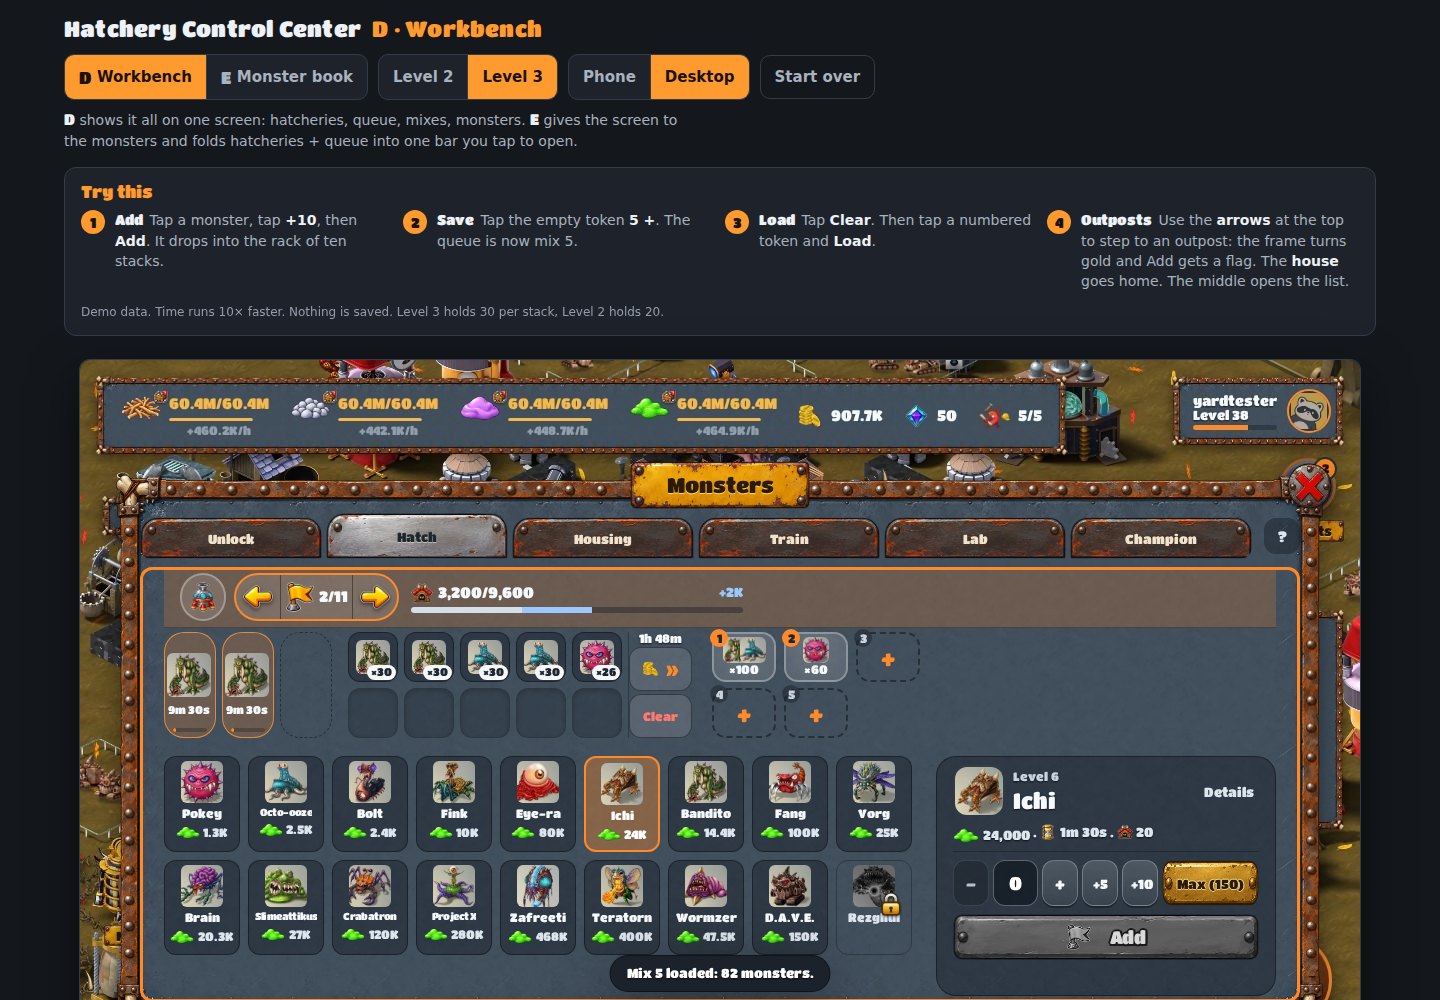 Hatchery Control Center D · Workbench
D Workbench E Monster book Level 2 Level 3 Phone Desktop Start over
D shows it all on one screen: hatcheries, queue, mixes, monsters. E gives the screen to
the monsters and folds hatcheries + queue into one bar you tap to open.
Try this
1 Add Tap a monster, tap +10, then
Add. It drops into the rack of ten
stacks.
2 Save Tap the empty token 5 +. The
queue is now mix 5.
3 Load Tap Clear. Then tap a numbered
token and Load.
4 Outposts Use the arrows at the top
to step to an outpost: the frame turns
gold and Add gets a flag. The house
goes home. The middle opens the list.
Demo data. Time runs 10× faster. Nothing is saved. Level 3 holds 30 per stack, Level 2 holds 20.
60.4M/60.4M 60.4M/60.4M 60.4M/60.4M 60.4M/60.4M 907.7K 50 5/5
+460.2K/h +442.1K/h +448.7K/h +464.9K/h
yardtester
Level 38
Monsters
Unlock Hatch Housing Train Lab Champion ?
2/11 3,200/9,600 +2K
9m 30s 9m 30s
×30 ×30 ×30 ×30 ×26
1h 48m
Clear
1 ×100 2 ×60 3 +
4 + 5 +
Pokey Octo-ooze Bolt Fink Eye-ra Ichi Bandito Fang Vorg
1.3K 2.5K 2.4K 10K 80K 24K 14.4K 100K 25K
Brain Slimeattikus Crabatron Project X Zafreeti Teratorn Wormzer D.A.V.E. Rezghul
20.3K 27K 120K 280K 468K 400K 47.5K 150K
Level 6
Ichi
Details
24,000 · 1m 30s · 20
- 0 + +5 +10 Max (150)
Add
Mix 5 loaded: 82 monsters.